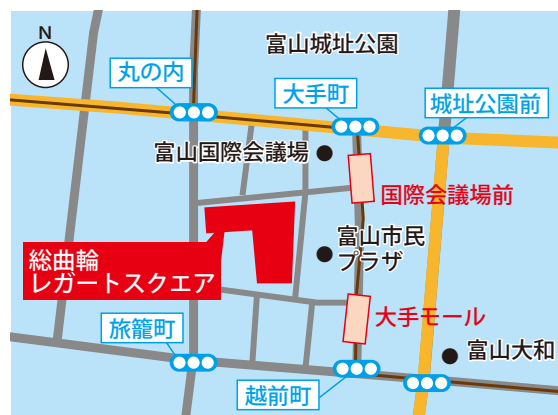 N
富山城址公園
丸の内
大手町
城址公園前
富山国際会議場
国際会議場前
富山市民
プラザ
総曲輪
レガートスクエア
大手モール
旅籠町
富山大和
越前町